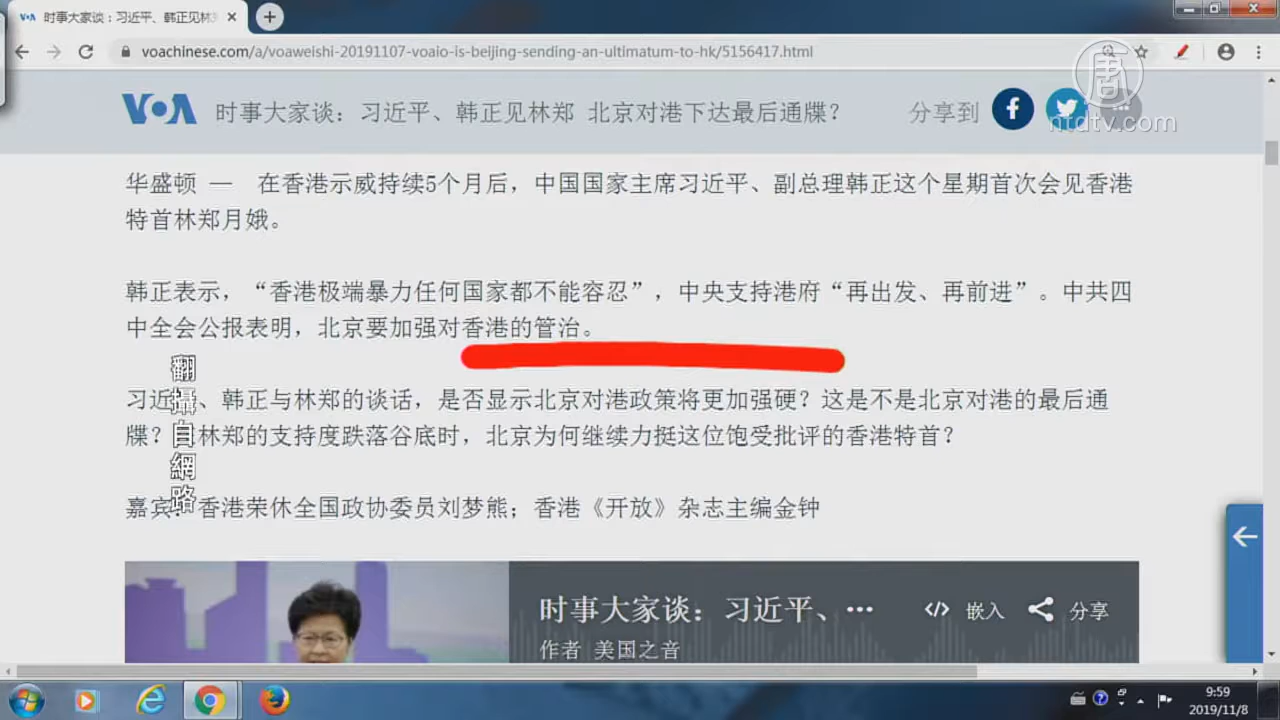 时事大家谈：习近平、韩正见林郑
voachinese.com/a/voaweishi-20191107-voaio-is-beijing-sending-an-ultimatum-to-hk/5156417.html
唐
ntdtv.com
VOA 时事大家谈：习近平、韩正见林郑 北京对港下达最后通牒？ 分享到
华盛顿 — 在香港示威持续5个月后，中国国家主席习近平、副总理韩正这个星期首次会见香港
特首林郑月娥。
韩正表示，“香港极端暴力任何国家都不能容忍”，中央支持港府“再出发、再前进”。中共四
中全会公报表明，北京要加强对香港的管治。
习近、韩正与林郑的谈话，是否显示北京对港政策将更加强硬？这是不是北京对港的最后通
牒？林郑的支持度跌落谷底时，北京为何继续力挺这位饱受批评的香港特首？
嘉宾：香港荣休全国政协委员刘梦熊；香港《开放》杂志主编金钟
翻攝自網路
时事大家谈：习近平、··· 嵌入 分享
作者 美国之音
9:59
2019/11/8